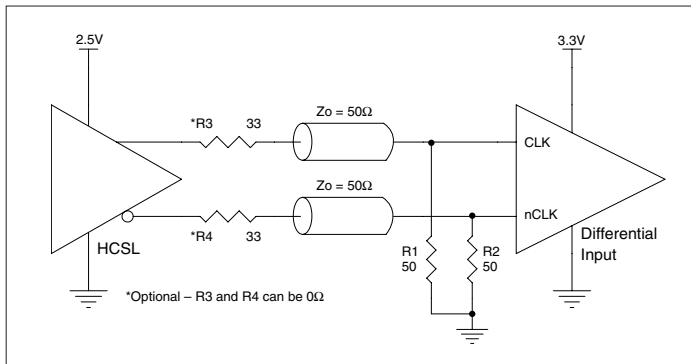 2.5V
3.3V
*R3 33
Zo = 50Ω
CLK
Zo = 50Ω
nCLK
*R4 33
HCSL
R1
50
R2
50
Differential
Input
*Optional – R3 and R4 can be 0Ω